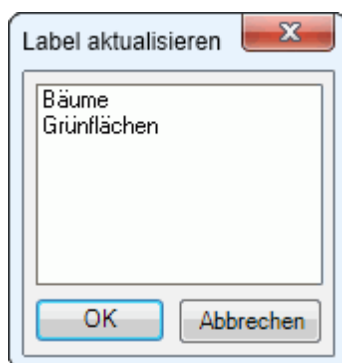 Label aktualisieren
Bäume
Grünflächen
OK
Abbrechen